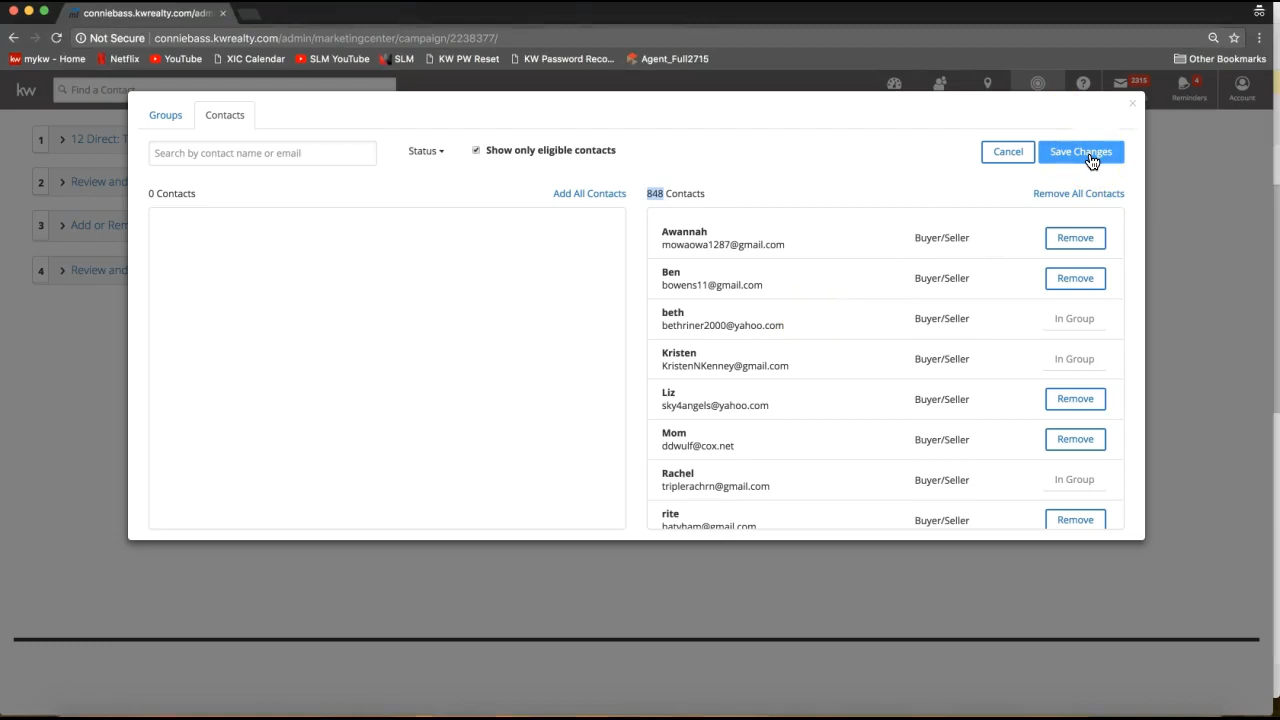 conniebass.kwrealty.com/adm
Not Secure conniebass.kwrealty.com/admin/marketingcenter/campaign/2238377/
kw mykw - Home Netflix YouTube XIC Calendar SLM YouTube SLM KW PW Reset KW Password Reco... Agent_Full2715 Other Bookmarks
kw Find a Contact 2315 4 Reminders Account
Groups Contacts
Search by contact name or email Status Show only eligible contacts Cancel Save Changes
0 Contacts Add All Contacts 848 Contacts Remove All Contacts
1 12 Direct: T
2 Review and
3 Add or Rem
4 Review and
Awannah
mowaowa1287@gmail.com Buyer/Seller Remove
Ben
bowens11@gmail.com Buyer/Seller Remove
beth
bethriner2000@yahoo.com Buyer/Seller In Group
Kristen
KristenNKenney@gmail.com Buyer/Seller In Group
Liz
sky4angels@yahoo.com Buyer/Seller Remove
Mom
ddwulf@cox.net Buyer/Seller Remove
Rachel
triplerachrn@gmail.com Buyer/Seller In Group
rite
Buyer/Seller Remove